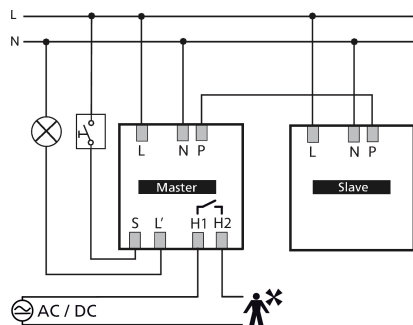 L
N
L N P
L N P
Master
Slave
S L' H1 H2
AC / DC